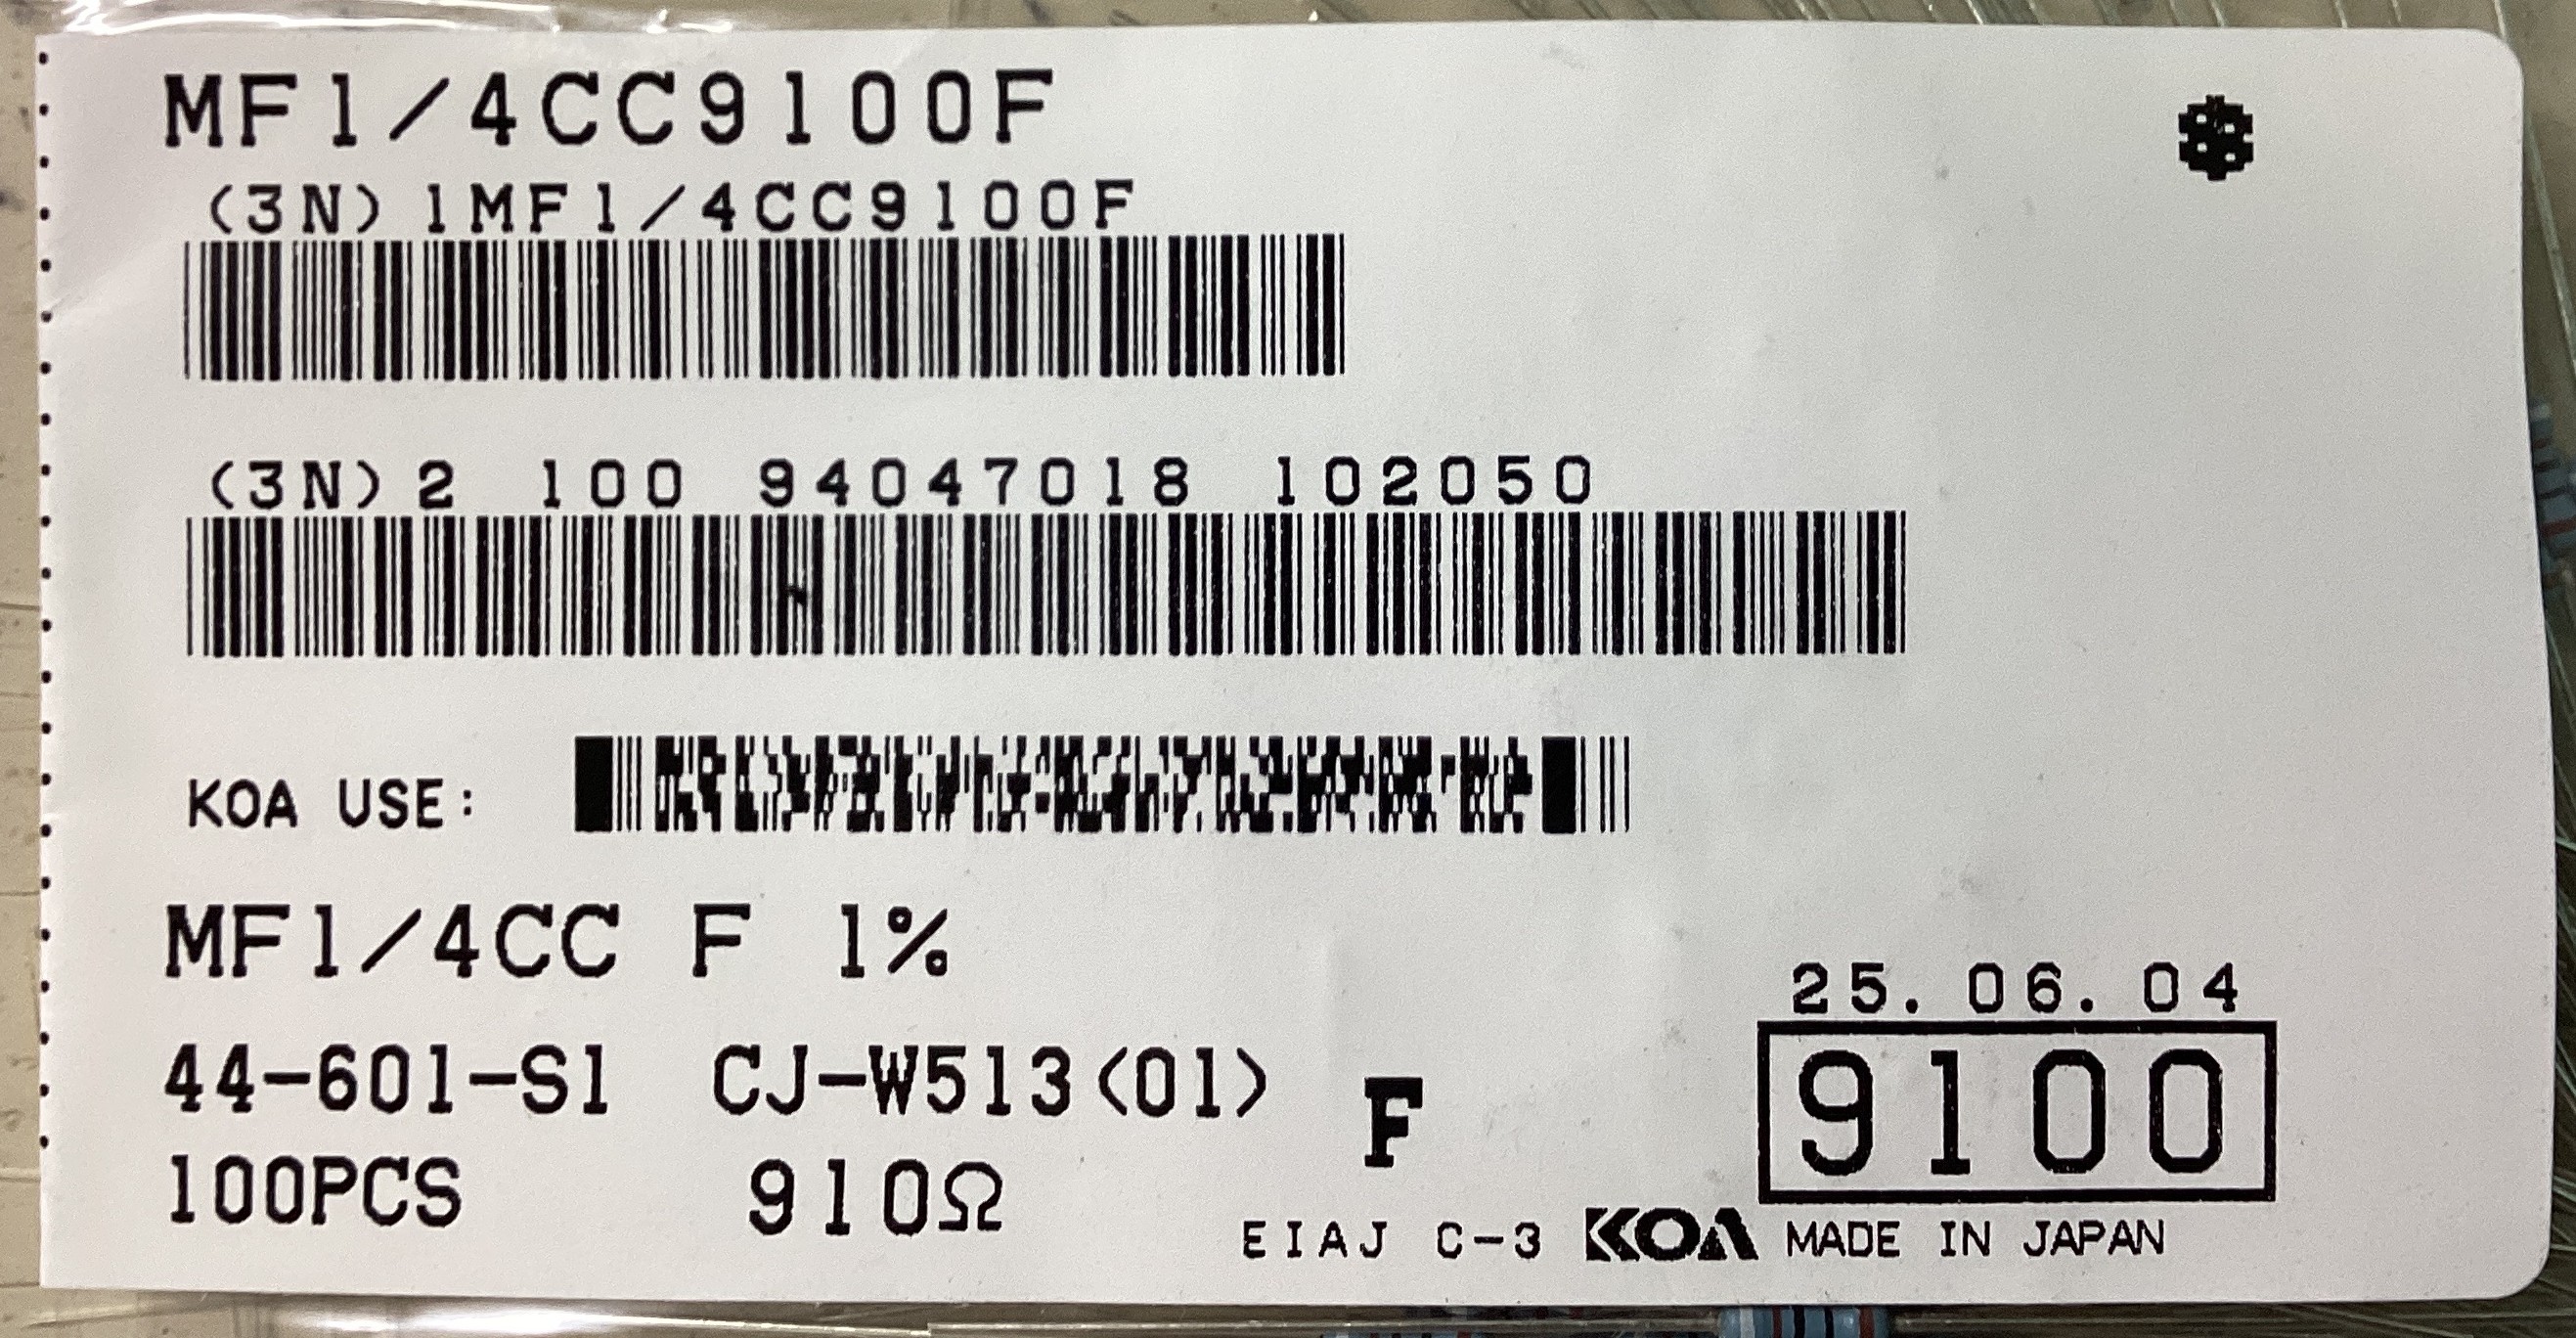 MF1/4CC9100F
(3N)1MF1/4CC9100F
(3N)2 100 94047018 102050
KOA USE:
MF1/4CC F 1%
25.06.04
44-601-S1 CJ-W513<01> F 9100
100PCS 910Ω
EIAJ C-3 KOA MADE IN JAPAN